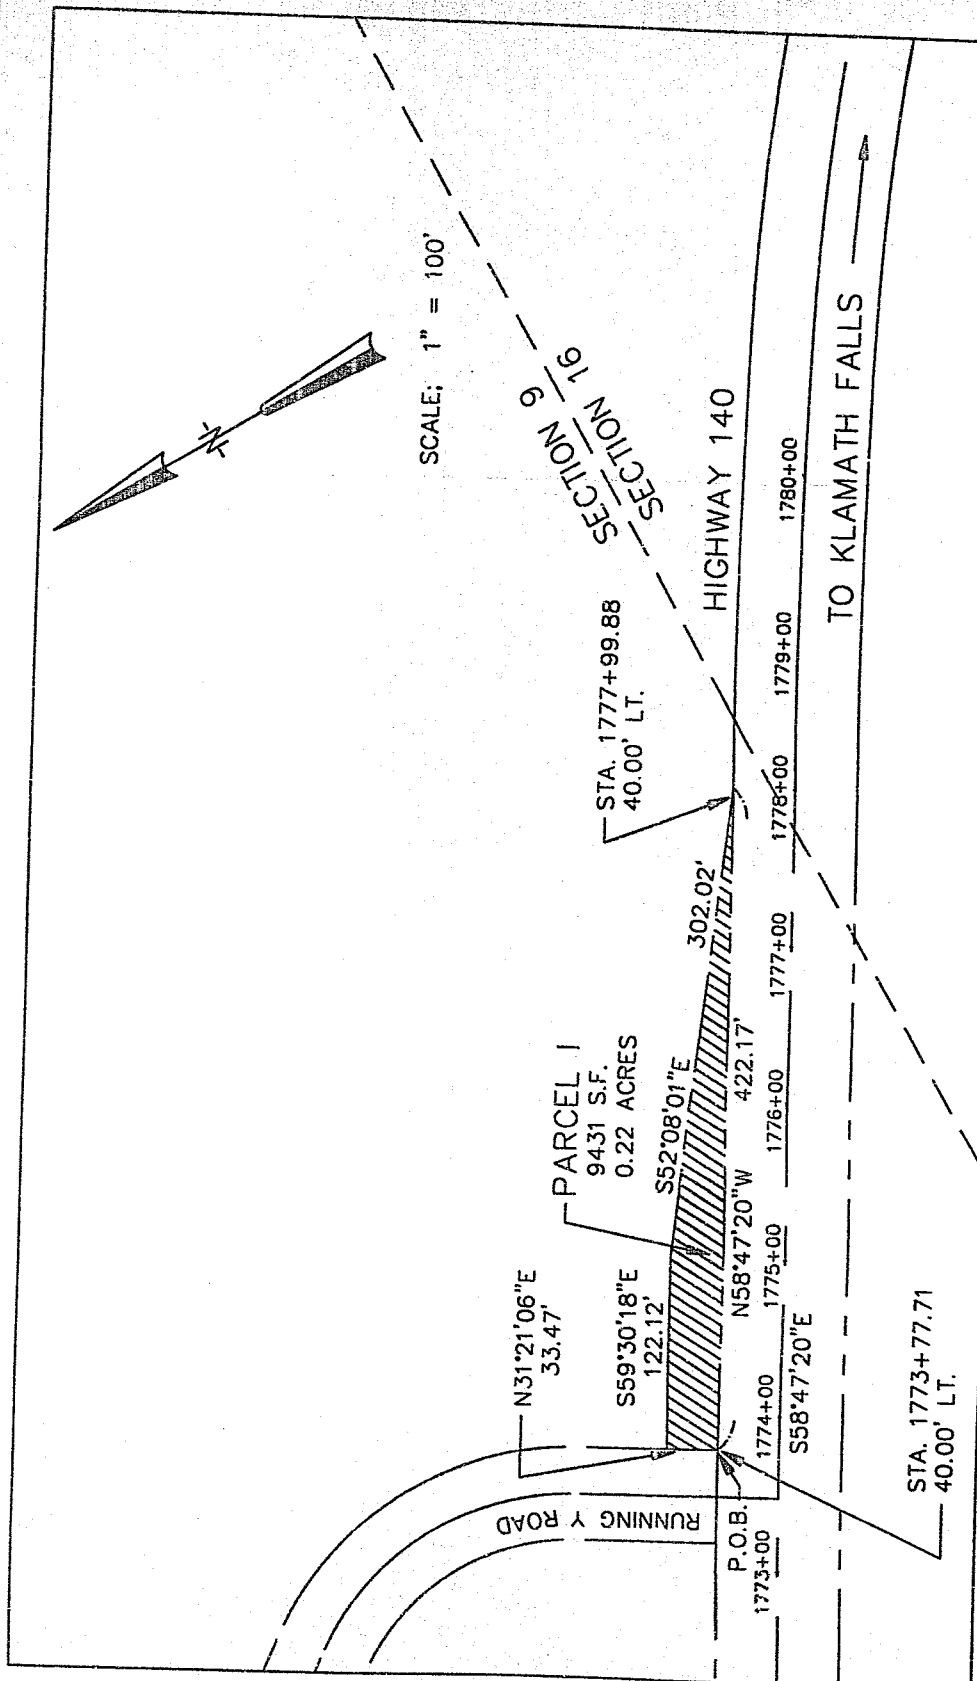 SCALE; 1" = 100'
SECTION 9
SECTION 16
HIGHWAY 140
TO KLAMATH FALLS
STA. 1777+99.88
40.00' LT.
PARCEL 1
9431 S.F.
0.22 ACRES
N31°21'06"E
33.47'
S59°30'18"E
122.12'
S52°08'01"E
302.02'
N58°47'20"W
422.17'
RUNNING Y ROAD
P.O.B.
1773+00
1774+00
1775+00
1776+00
1777+00
1778+00
1779+00
1780+00
S58°47'20"E
STA. 1773+77.71
40.00' LT.
N